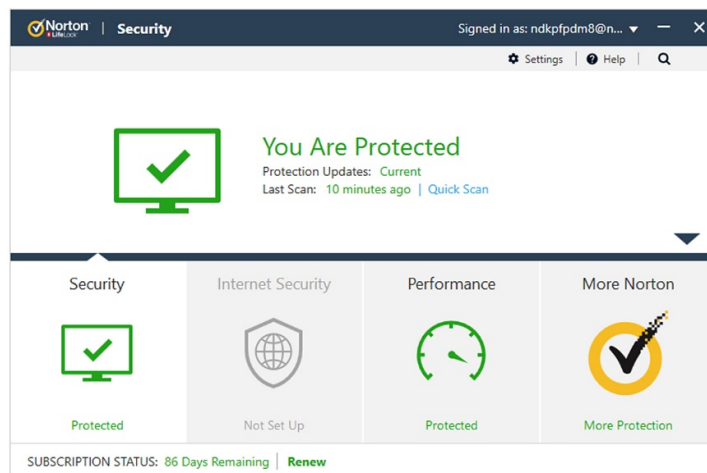 Norton LifeLock | Security
Signed in as: ndkpfpdm8@n...
Settings | Help |
You Are Protected
Protection Updates: Current
Last Scan: 10 minutes ago | Quick Scan
Security
Internet Security
Performance
More Norton
Protected
Not Set Up
Protected
More Protection
SUBSCRIPTION STATUS: 86 Days Remaining | Renew